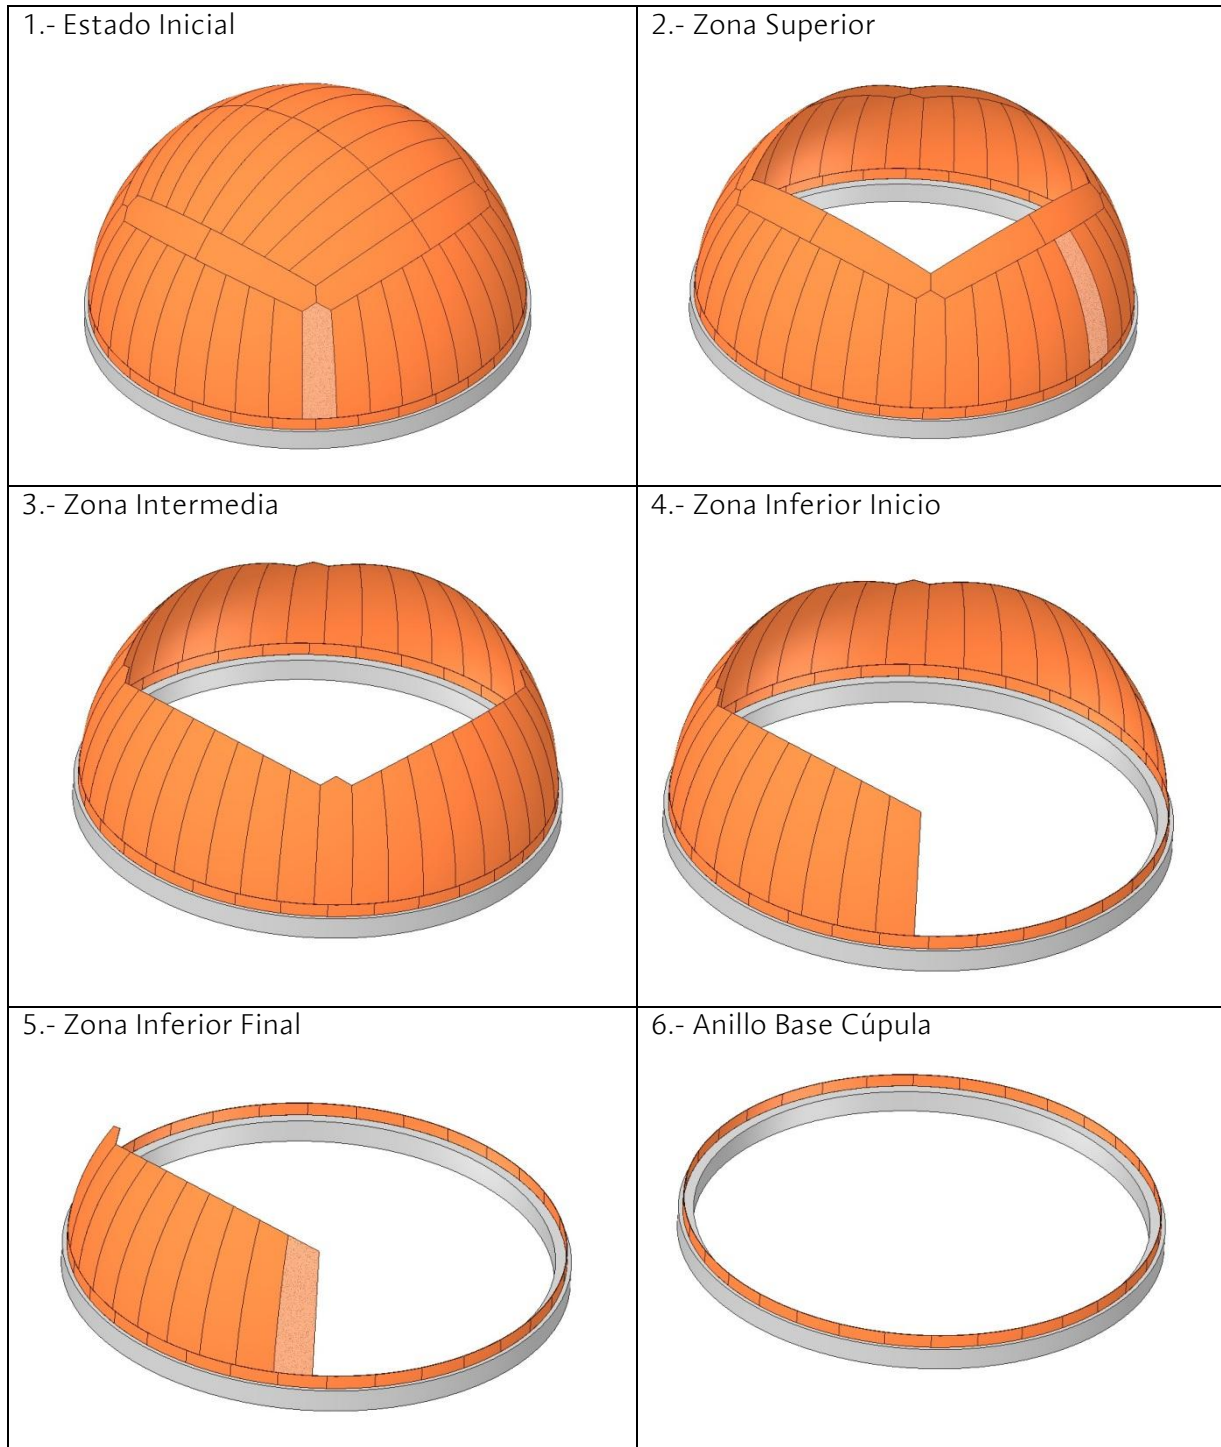 1.- Estado Inicial
2.- Zona Superior
3.- Zona Intermedia
4.- Zona Inferior Inicio
5.- Zona Inferior Final
6.- Anillo Base Cúpula